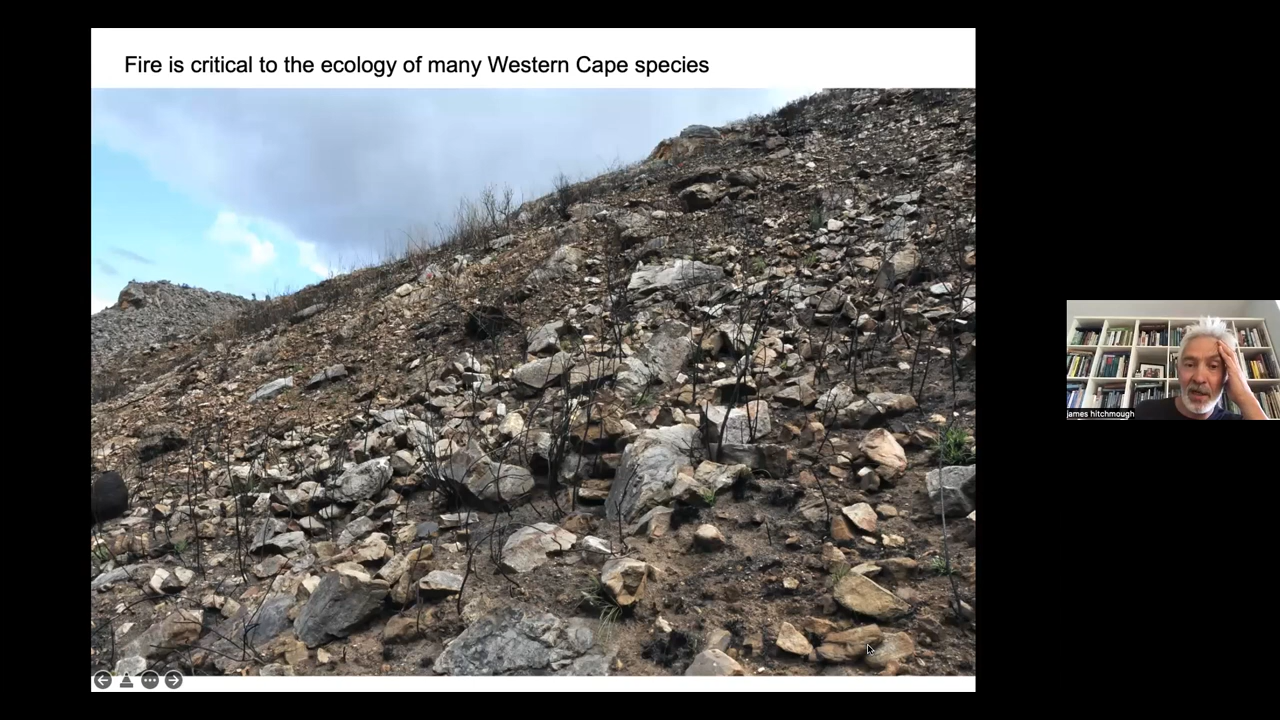 Fire is critical to the ecology of many Western Cape species
james hitchmough